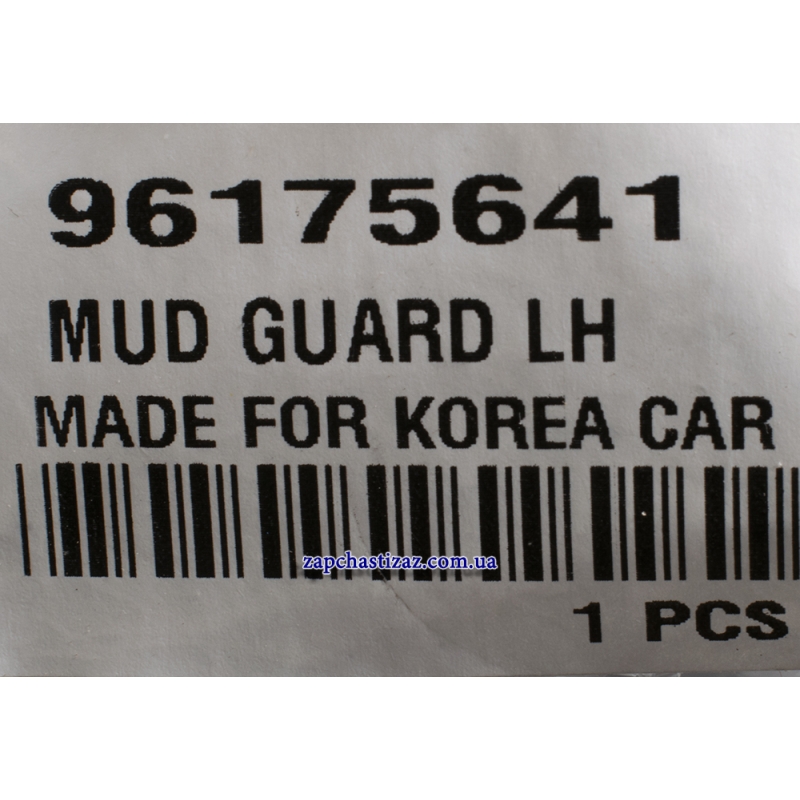 96175641
MUD GUARD LH
MADE FOR KOREA CAR
zapchastizaz.com.ua
1 PCS